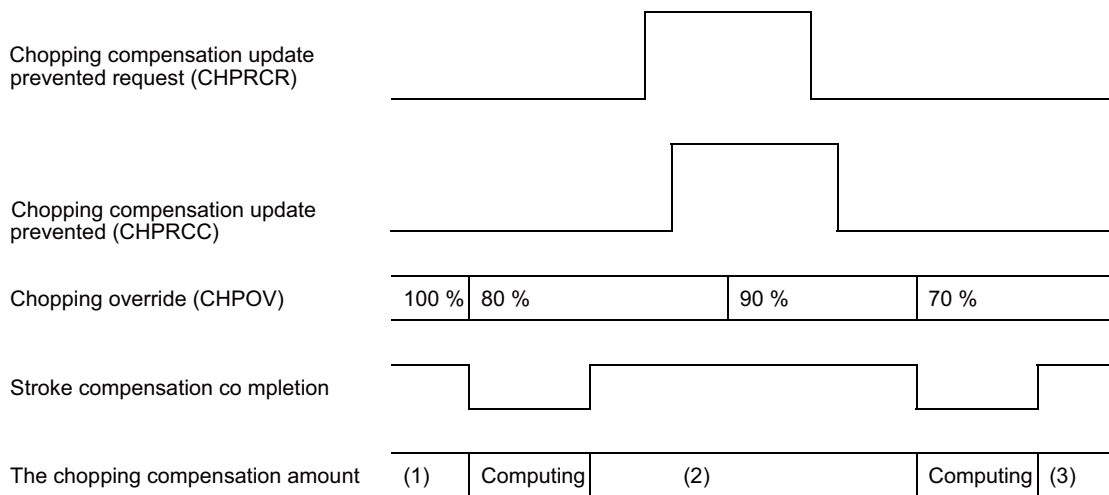 Chopping compensation update
prevented request (CHPRCR)
Chopping compensation update
prevented (CHPRCC)
Chopping override (CHPOV) 100 % 80 % 90 % 70 %
Stroke compensation co mpletion
The chopping compensation amount (1) Computing (2) Computing (3)